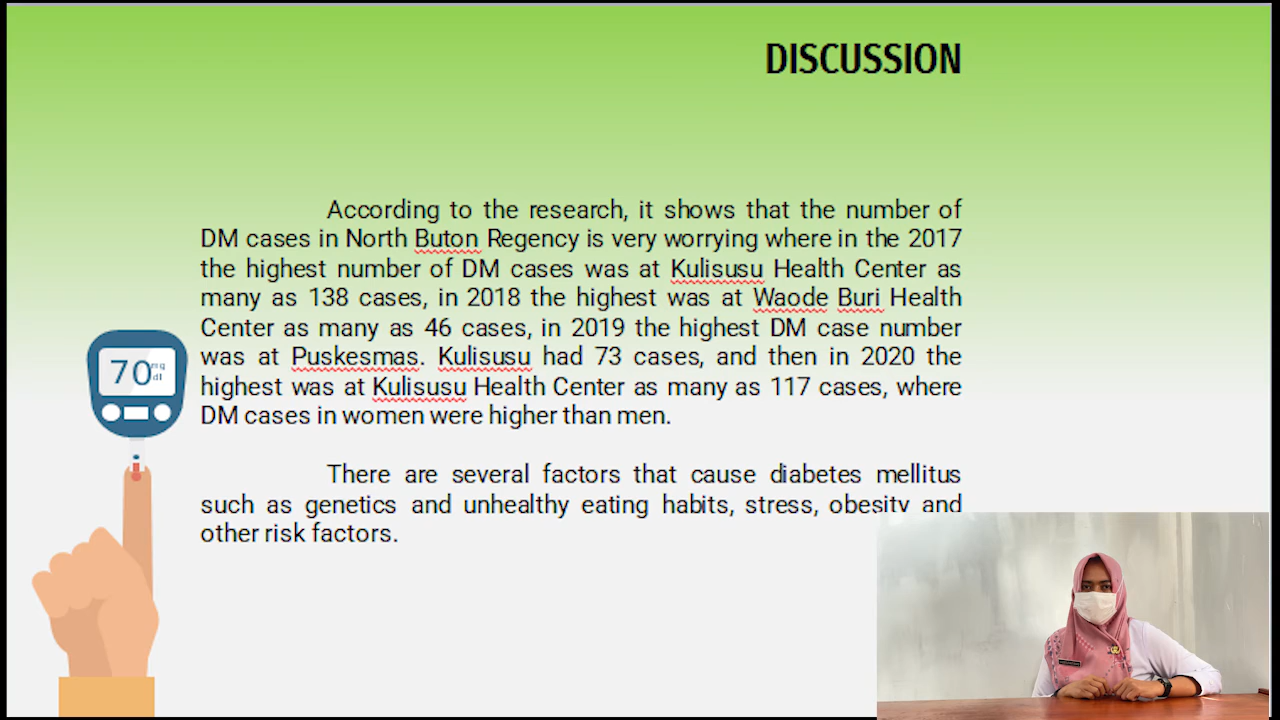 DISCUSSION
According to the research, it shows that the number of
DM cases in North Buton Regency is very worrying where in the 2017
the highest number of DM cases was at Kulisusu Health Center as
many as 138 cases, in 2018 the highest was at Waode Buri Health
Center as many as 46 cases, in 2019 the highest DM case number
was at Puskesmas. Kulisusu had 73 cases, and then in 2020 the
highest was at Kulisusu Health Center as many as 117 cases, where
DM cases in women were higher than men.
There are several factors that cause diabetes mellitus
such as genetics and unhealthy eating habits, stress, obesity and
other risk factors.
70 mg
dl